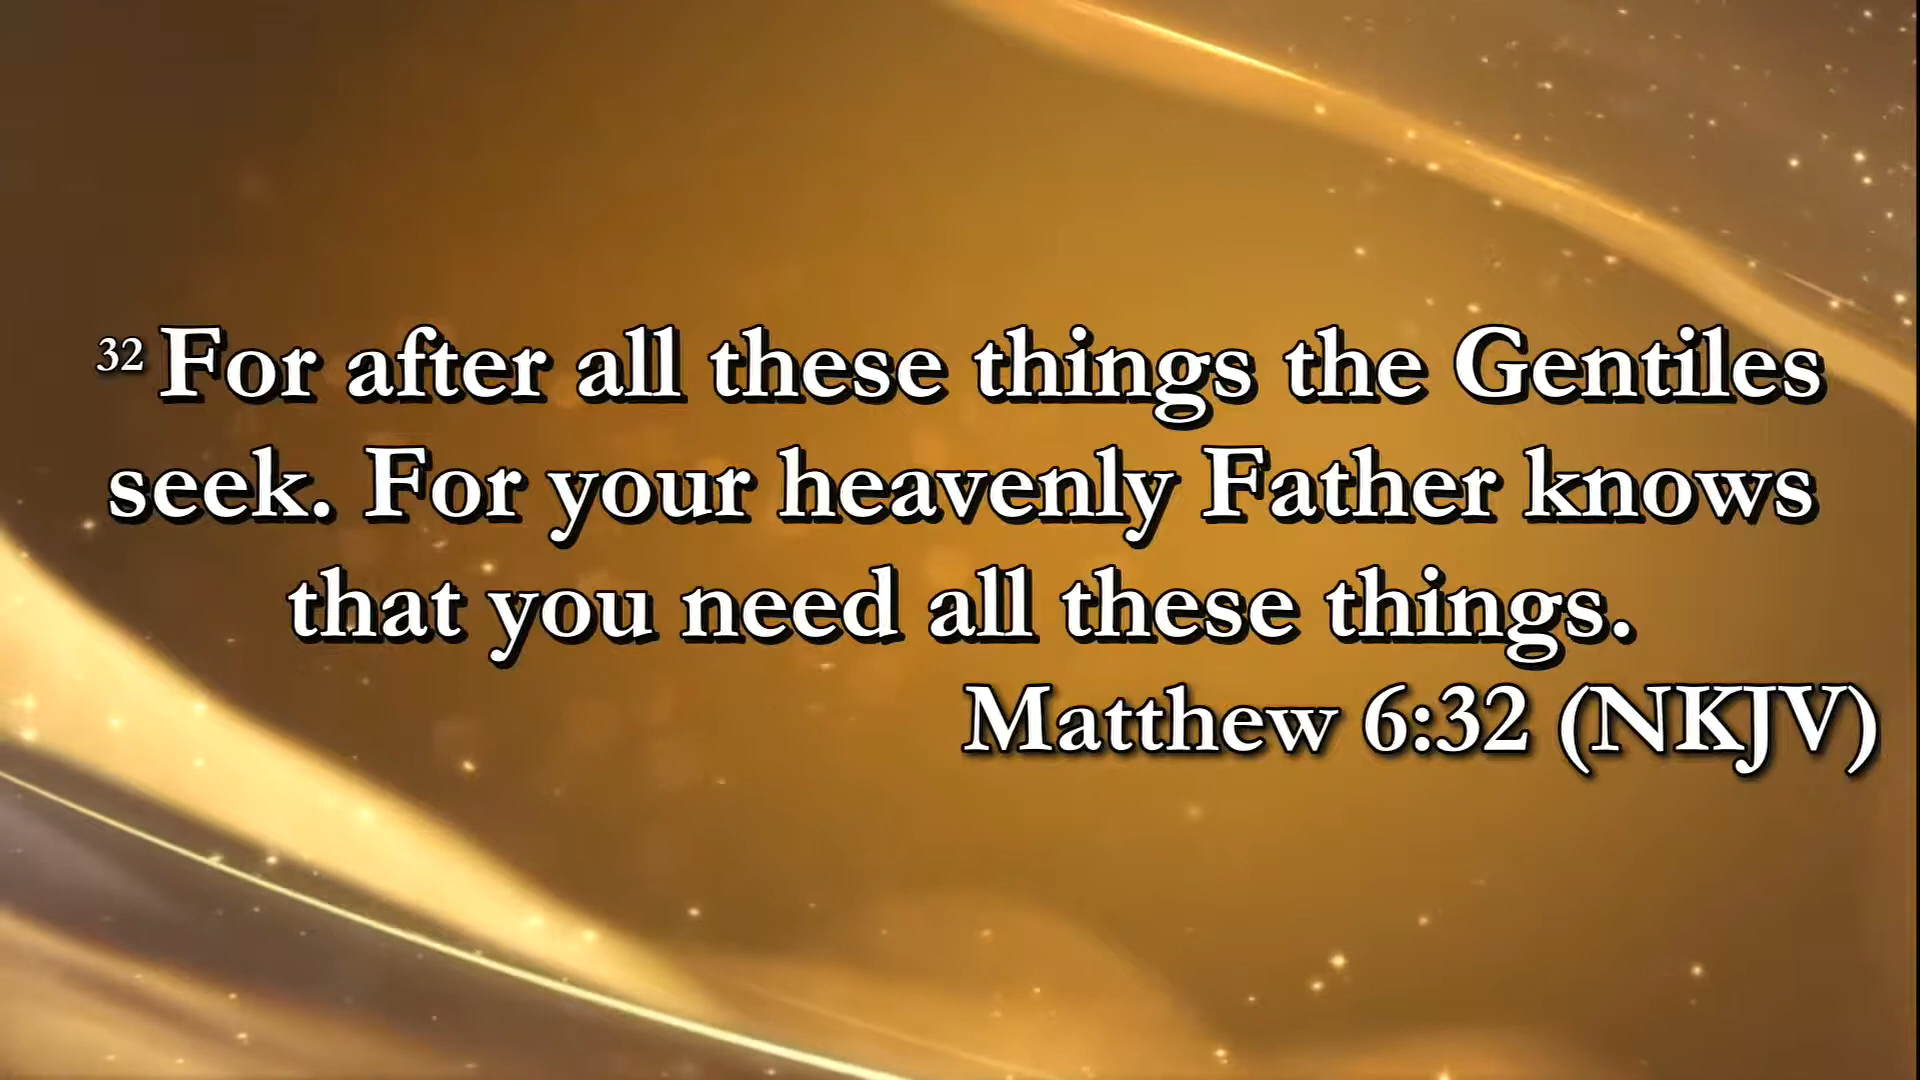 32 For after all these things the Gentiles
seek. For your heavenly Father knows
that you need all these things.
Matthew 6:32 (NKJV)